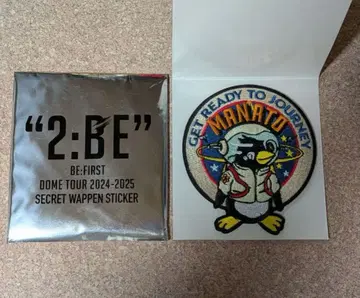 "2:BE"
BE:FIRST
DOME TOUR 2024-2025
SECRET WAPPEN STICKER
GET READY TO JOURNEY
MANATO